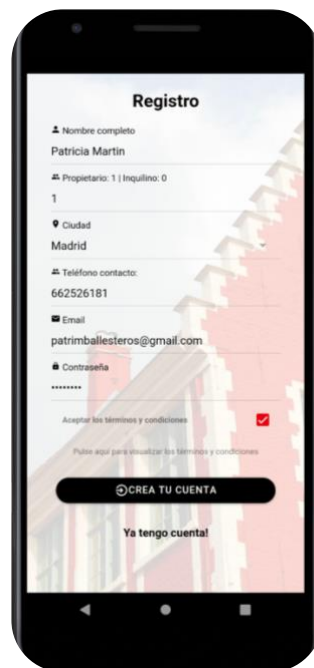 Registro
Nombre completo
Patricia Martin
Propietario: 1 | Inquilino: 0
1
Ciudad
Madrid
Teléfono contacto:
662526181
Email
patrimballesteros@gmail.com
Contraseña
••••••••
Aceptar los términos y condiciones
Pulse aquí para visualizar los términos y condiciones
CREA TU CUENTA
Ya tengo cuenta!